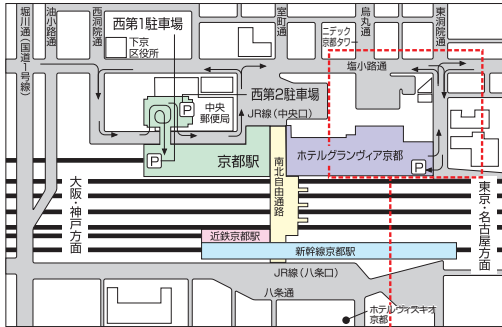 堀川通(国道1号線)
油小路通
西洞院通
西第1駐車場
下京
区役所
室町通
ニデック
京都タワー
烏丸通
東洞院通
塩小路通
西第2駐車場
P
中央
郵便局
JR線(中央口)
P
京都駅
ホテルグランヴィア京都
P
南北自由通路
大阪・神戸方面
東京・名古屋方面
近鉄京都駅
新幹線京都駅
JR線(八条口)
八条通
ホテルヴィスキオ
京都